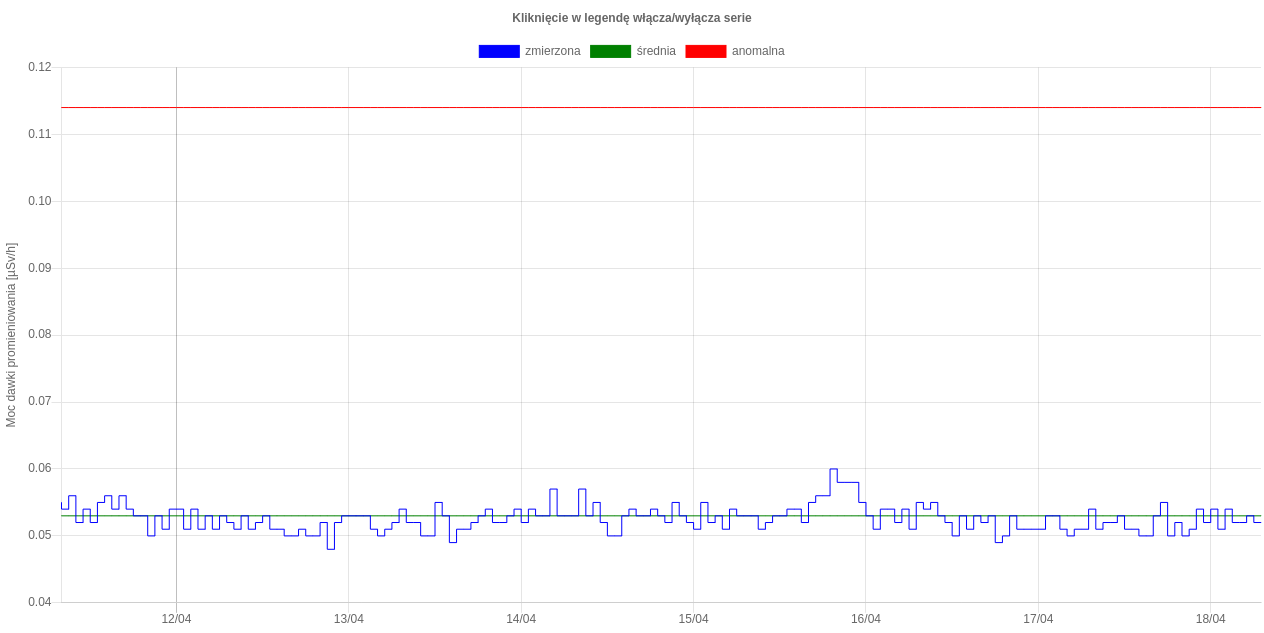 Kliknięcie w legendę włącza/wyłącza serie
zmierzona średnia anomalna
Moc dawki promieniowania [µSv/h]
0.12
0.11
0.10
0.09
0.08
0.07
0.06
0.05
0.04
12/04 13/04 14/04 15/04 16/04 17/04 18/04